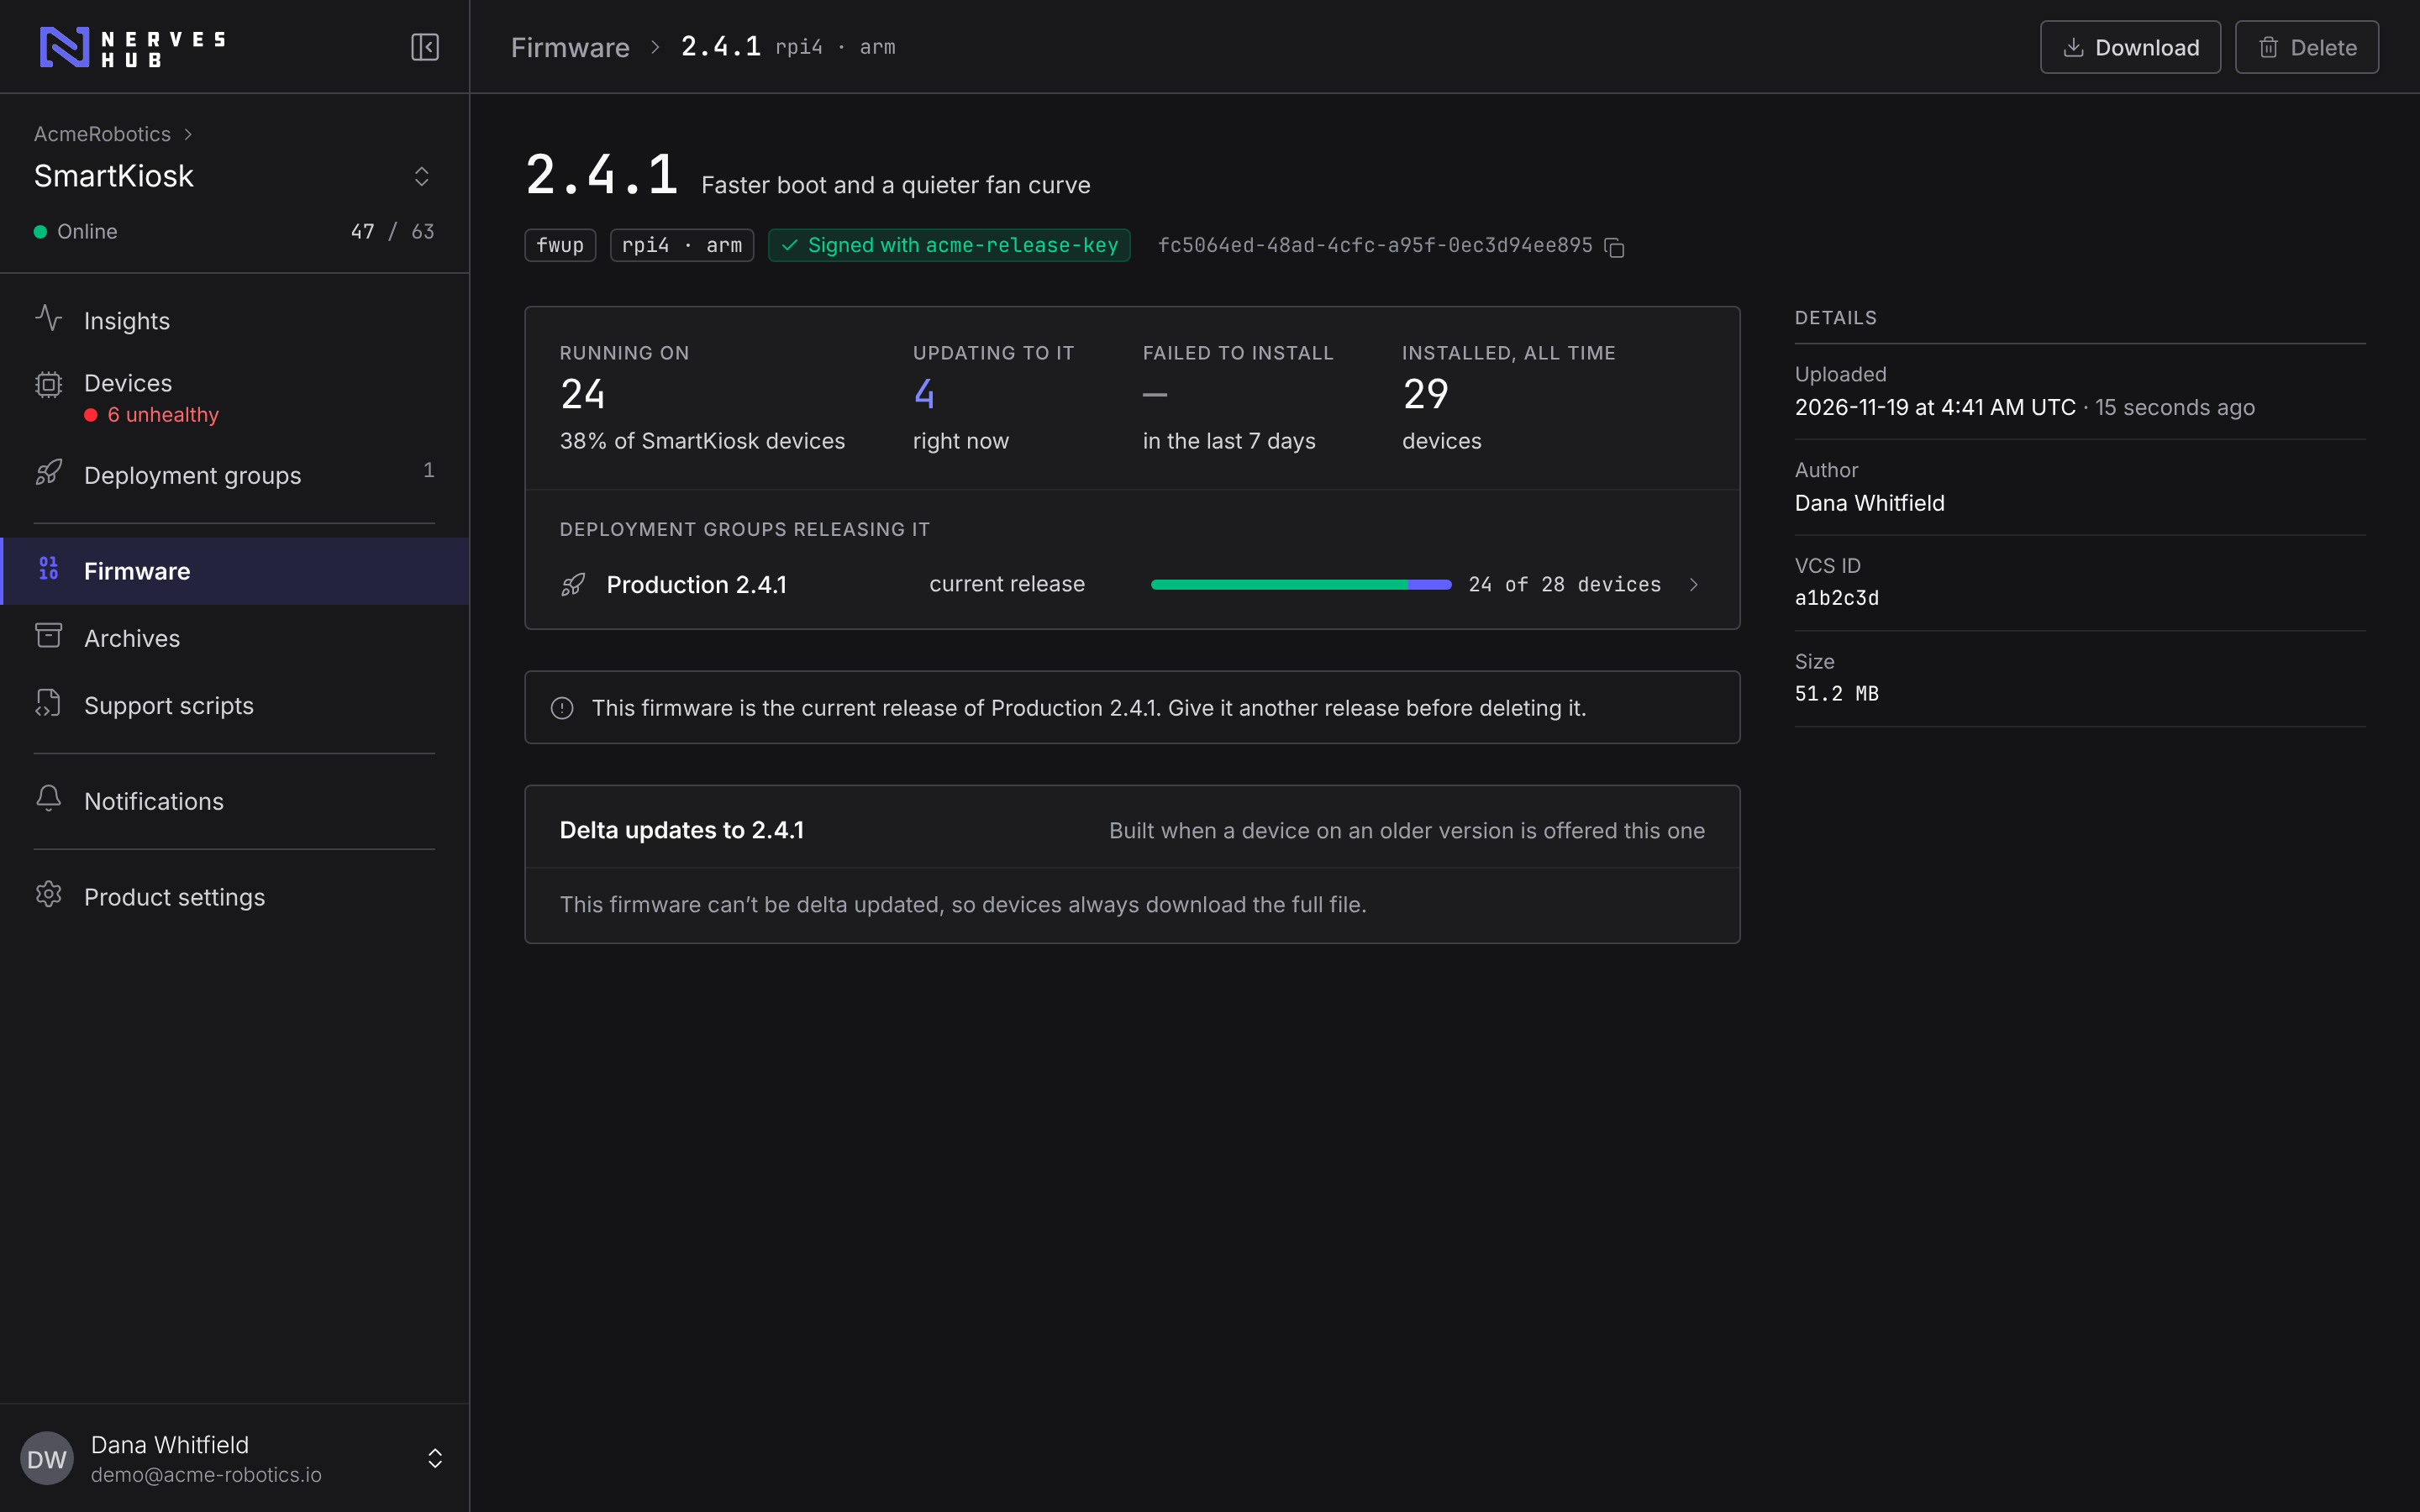 NERVES
HUB
Firmware
2.4.1 rpi4 · arm
Download
Delete
AcmeRobotics
SmartKiosk
Online
47 / 63
Insights
Devices
6 unhealthy
Deployment groups
1
Firmware
Archives
Support scripts
Notifications
Product settings
Dana Whitfield
DW
demo@acme-robotics.io
2.4.1 Faster boot and a quieter fan curve
fwup
rpi4 · arm
Signed with acme-release-key
fc5064ed-48ad-4cfc-a95f-0ec3d94ee895
RUNNING ON
24
38% of SmartKiosk devices
UPDATING TO IT
4
right now
FAILED TO INSTALL
—
in the last 7 days
INSTALLED, ALL TIME
29
devices
DEPLOYMENT GROUPS RELEASING IT
Production 2.4.1
current release
24 of 28 devices
This firmware is the current release of Production 2.4.1. Give it another release before deleting it.
Delta updates to 2.4.1
Built when a device on an older version is offered this one
This firmware can’t be delta updated, so devices always download the full file.
DETAILS
Uploaded
2026-11-19 at 4:41 AM UTC · 15 seconds ago
Author
Dana Whitfield
VCS ID
a1b2c3d
Size
51.2 MB